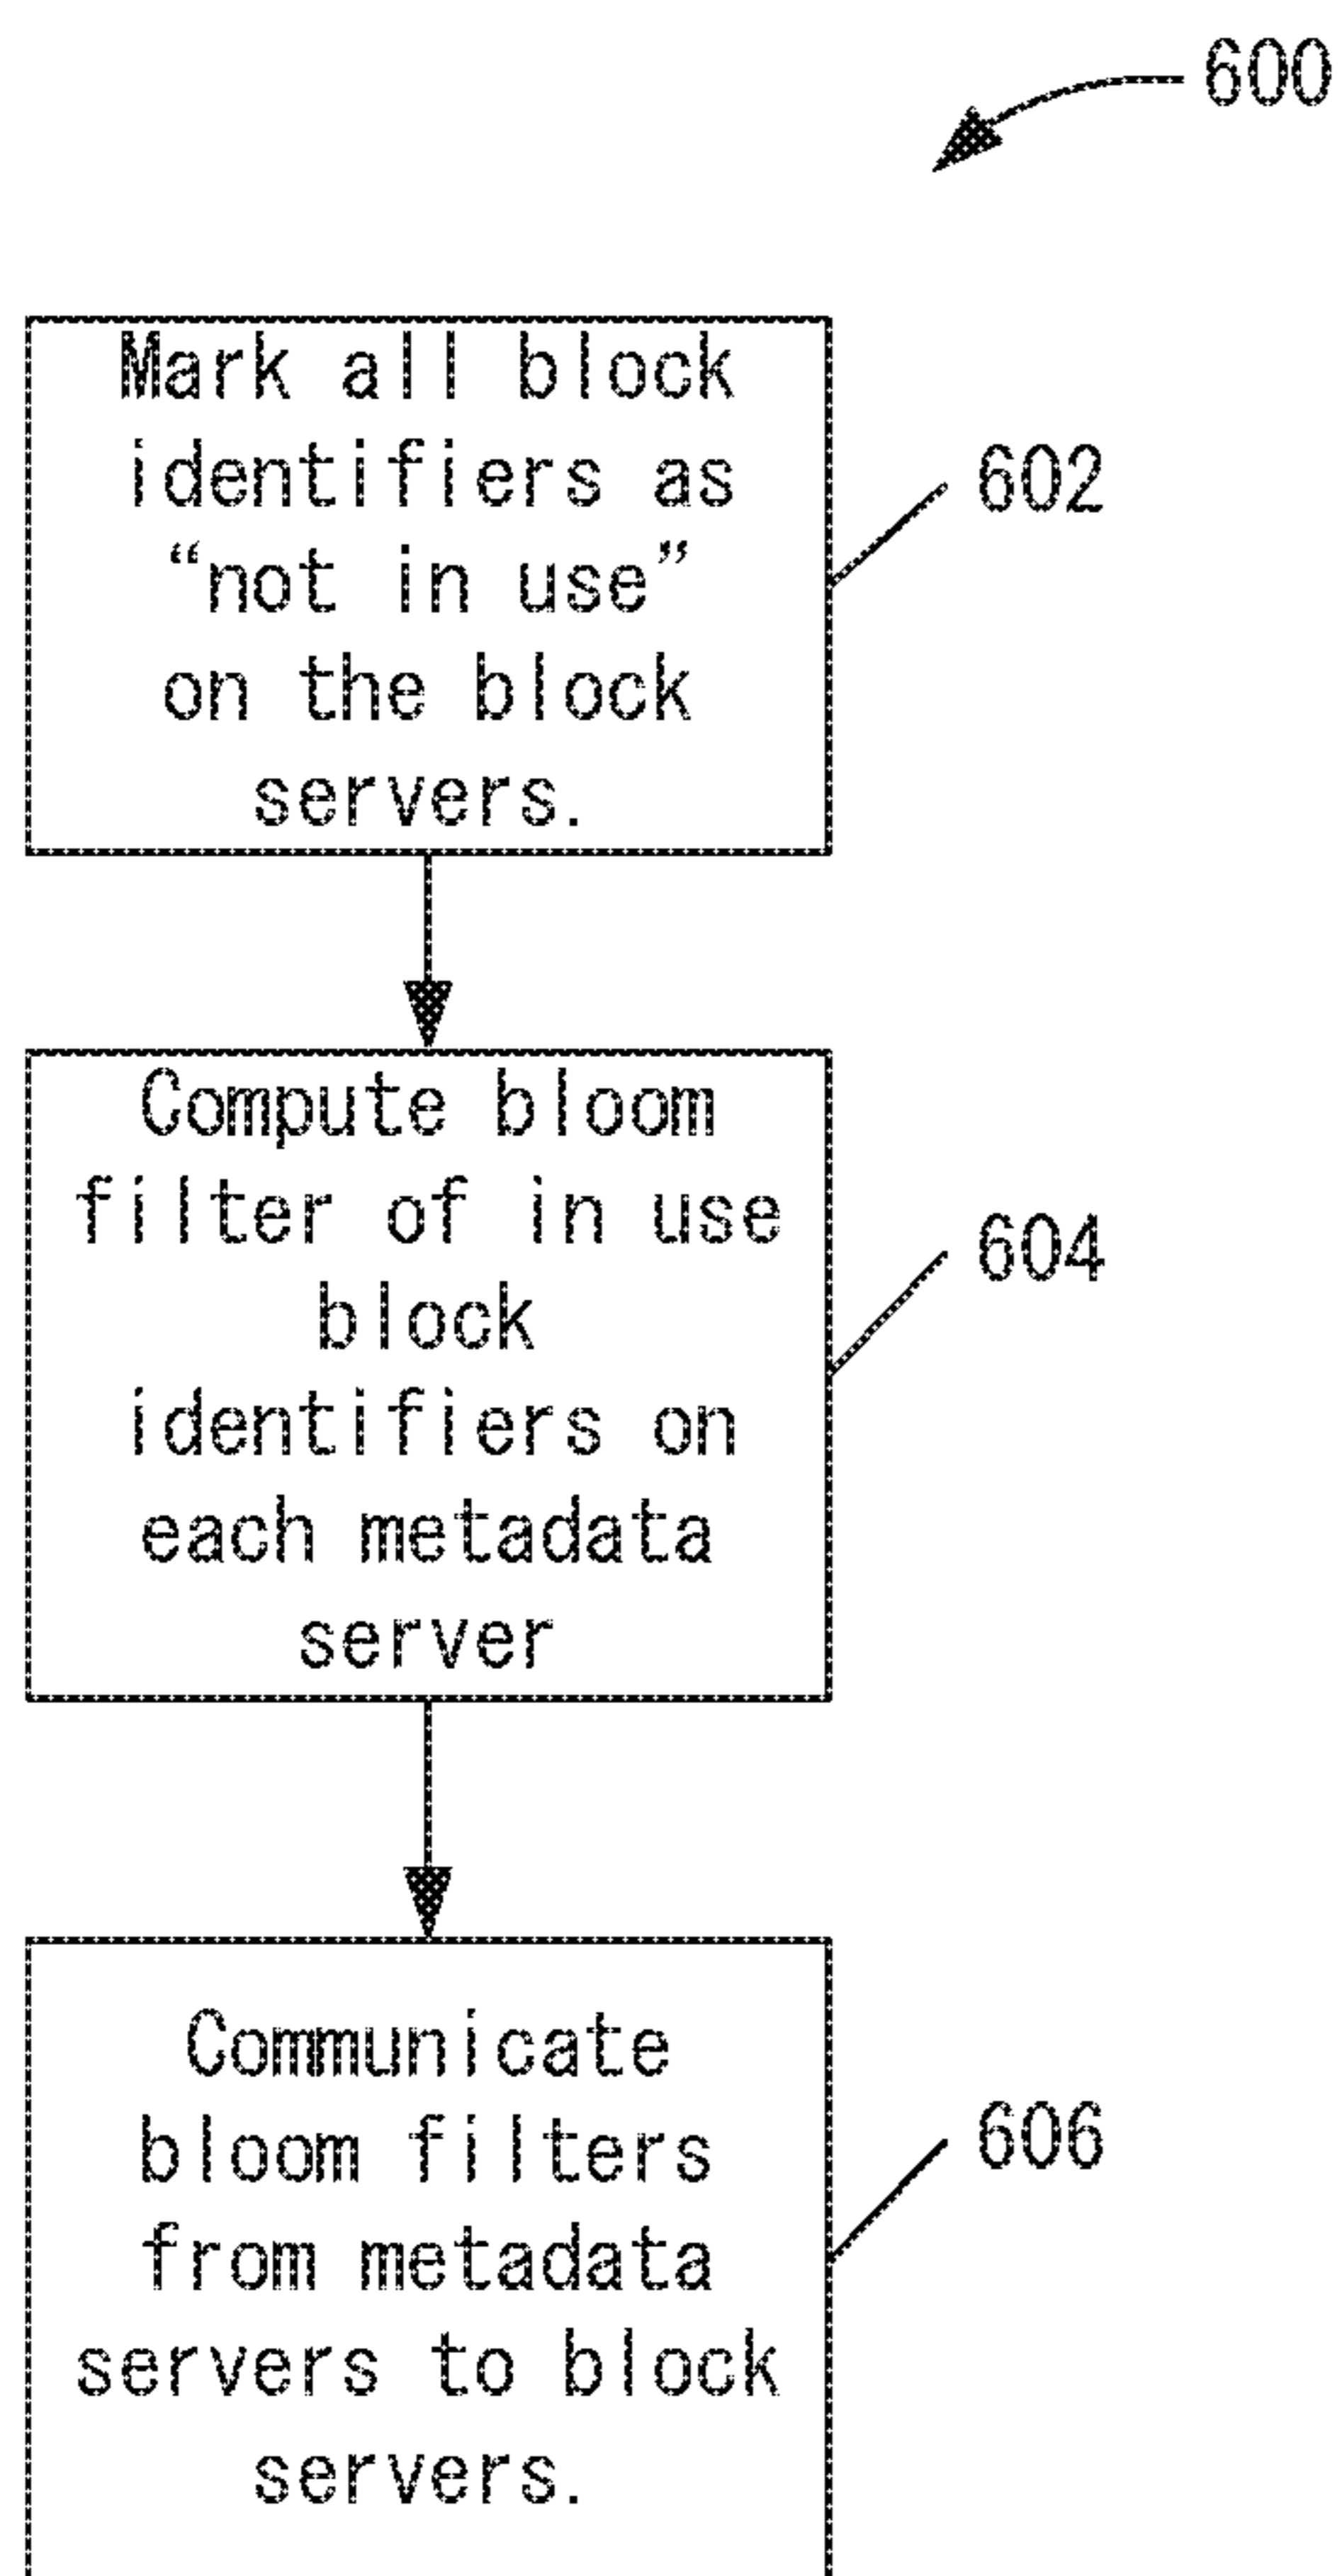 600
Mark all block
identifiers as
“not in use”
on the block
servers.
602
Compute bloom
filter of in use
block
identifiers on
each metadata
server
604
Communicate
bloom filters
from metadata
servers to block
servers.
606